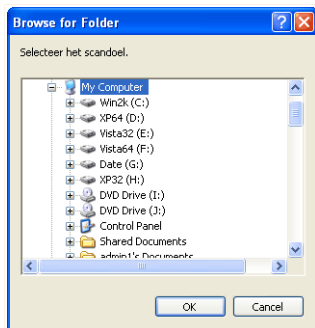 Browse for Folder
Selecteer het scandoel.
My Computer
Win2k (C:)
XP64 (D:)
Vista32 (E:)
Vista64 (F:)
Date (G:)
XP32 (H:)
DVD Drive (I:)
DVD Drive (J:)
Control Panel
Shared Documents
admin1's Documents
OK Cancel